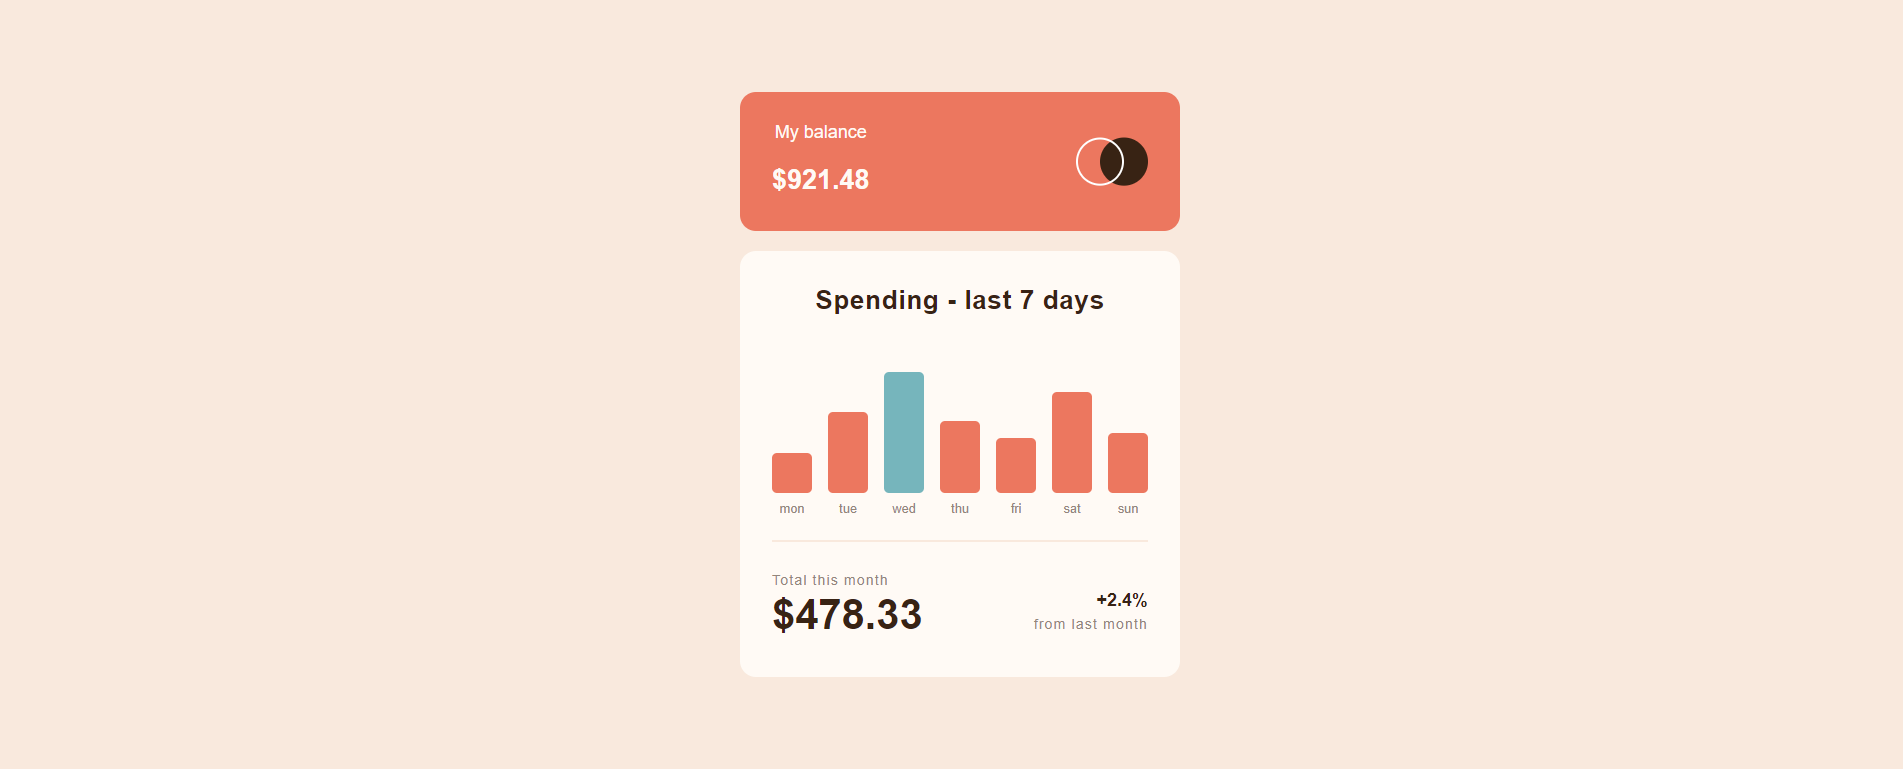 My balance
$921.48
Spending - last 7 days
mon tue wed thu fri sat sun
Total this month
$478.33
+2.4%
from last month